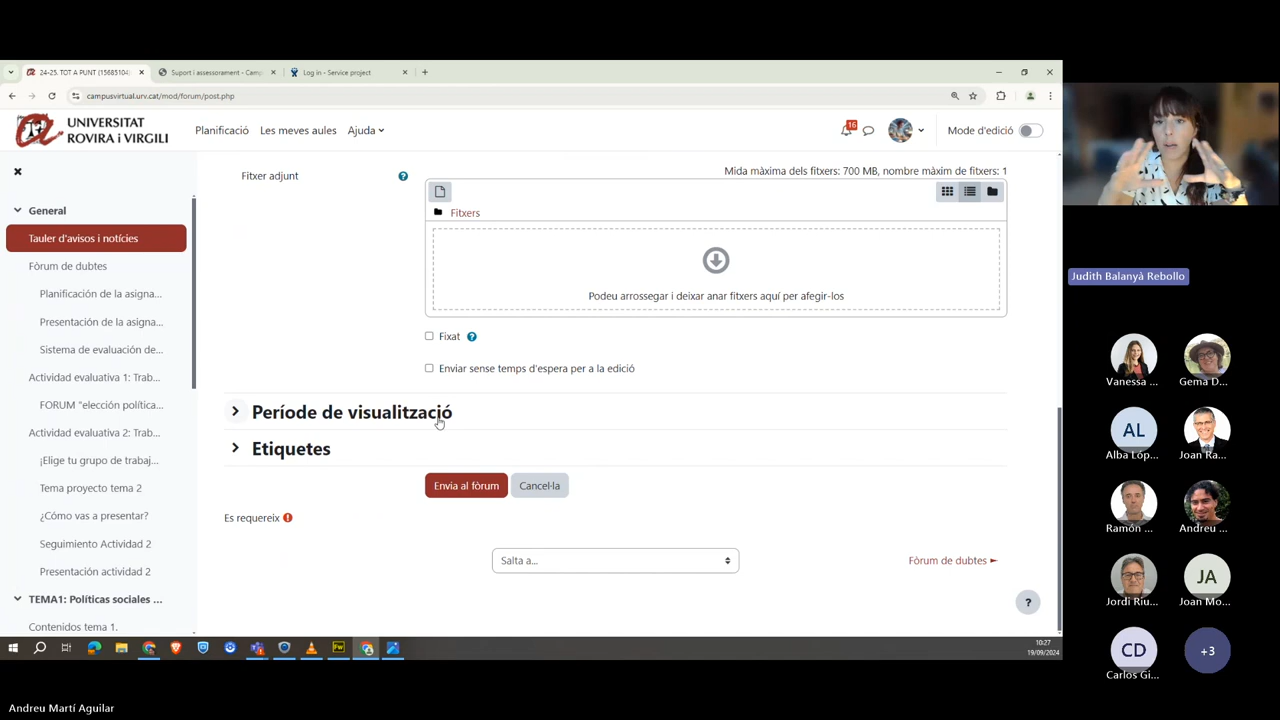 24-25. TOT A PUNT (15685104
Suport i assessorament - Camp
Log in - Service project
campusvirtual.urv.cat/mod/forum/post.php
UNIVERSITAT
ROVIRA i VIRGILI
Planificació
Les meves aules
Ajuda
16
Mode d'edició
General
Tauler d'avisos i notícies
Fòrum de dubtes
Planificación de la asigna...
Presentación de la asigna...
Sistema de evaluación de...
Actividad evaluativa 1: Trab...
FORUM "elección política...
Actividad evaluativa 2: Trab...
¡Elige tu grupo de trabaj...
Tema proyecto tema 2
¿Cómo vas a presentar?
Seguimiento Actividad 2
Presentación actividad 2
TEMA1: Políticas sociales ...
Contenidos tema 1.
Fitxer adjunt
Mida màxima dels fitxers: 700 MB, nombre màxim de fitxers: 1
Fitxers
Podeu arrossegar i deixar anar fitxers aquí per afegir-los
Fixat
Enviar sense temps d'espera per a la edició
Període de visualització
Etiquetes
Envia al fòrum
Cancel·la
Es requereix
Salta a...
Fòrum de dubtes ►
?
10:27
19/09/2024
Judith Balanyà Rebollo
Vanessa ...
Gema D...
AL
Alba Lóp...
Joan Ra...
Ramón ...
Andreu ...
Jordi Riu...
JA
Joan Mo...
CD
Carlos Gi...
+3
Andreu Martí Aguilar